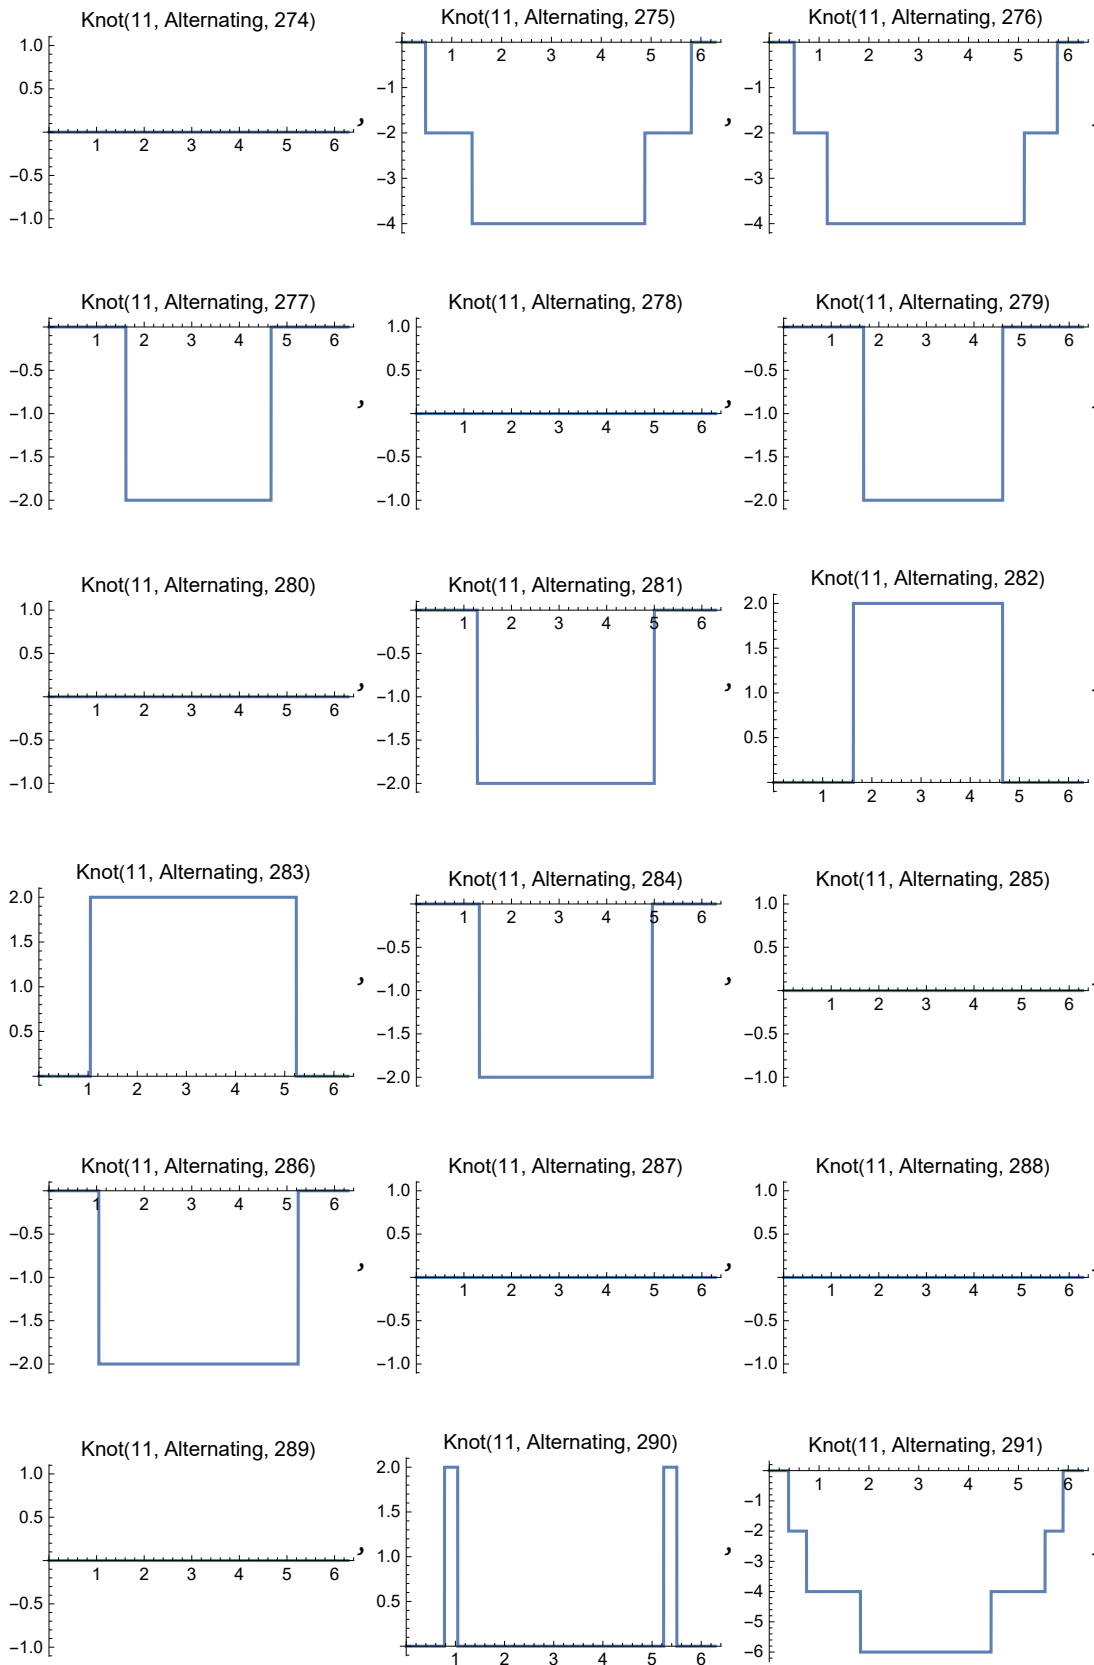 Knot(11, Alternating, 274)
1.0
0.5
−0.5
−1.0
1 2 3 4 5 6
,
Knot(11, Alternating, 275)
1 2 3 4 5 6
−1
−2
−3
−4
,
Knot(11, Alternating, 276)
1 2 3 4 5 6
−1
−2
−3
−4
Knot(11, Alternating, 277)
1 2 3 4 5 6
−0.5
−1.0
−1.5
−2.0
,
Knot(11, Alternating, 278)
1.0
0.5
1 2 3 4 5 6
−0.5
−1.0
,
Knot(11, Alternating, 279)
1 2 3 4 5 6
−0.5
−1.0
−1.5
−2.0
Knot(11, Alternating, 280)
1.0
0.5
1 2 3 4 5 6
−0.5
−1.0
,
Knot(11, Alternating, 281)
1 2 3 4 5 6
−0.5
−1.0
−1.5
−2.0
,
Knot(11, Alternating, 282)
2.0
1.5
1.0
0.5
1 2 3 4 5 6
Knot(11, Alternating, 283)
2.0
1.5
1.0
0.5
1 2 3 4 5 6
,
Knot(11, Alternating, 284)
1 2 3 4 5 6
−0.5
−1.0
−1.5
−2.0
,
Knot(11, Alternating, 285)
1.0
0.5
1 2 3 4 5 6
−0.5
−1.0
Knot(11, Alternating, 286)
1 2 3 4 5 6
−0.5
−1.0
−1.5
−2.0
,
Knot(11, Alternating, 287)
1.0
0.5
1 2 3 4 5 6
−0.5
−1.0
,
Knot(11, Alternating, 288)
1.0
0.5
1 2 3 4 5 6
−0.5
−1.0
Knot(11, Alternating, 289)
1.0
0.5
1 2 3 4 5 6
−0.5
−1.0
,
Knot(11, Alternating, 290)
2.0
1.5
1.0
0.5
1 2 3 4 5 6
,
Knot(11, Alternating, 291)
1 2 3 4 5 6
−1
−2
−3
−4
−5
−6